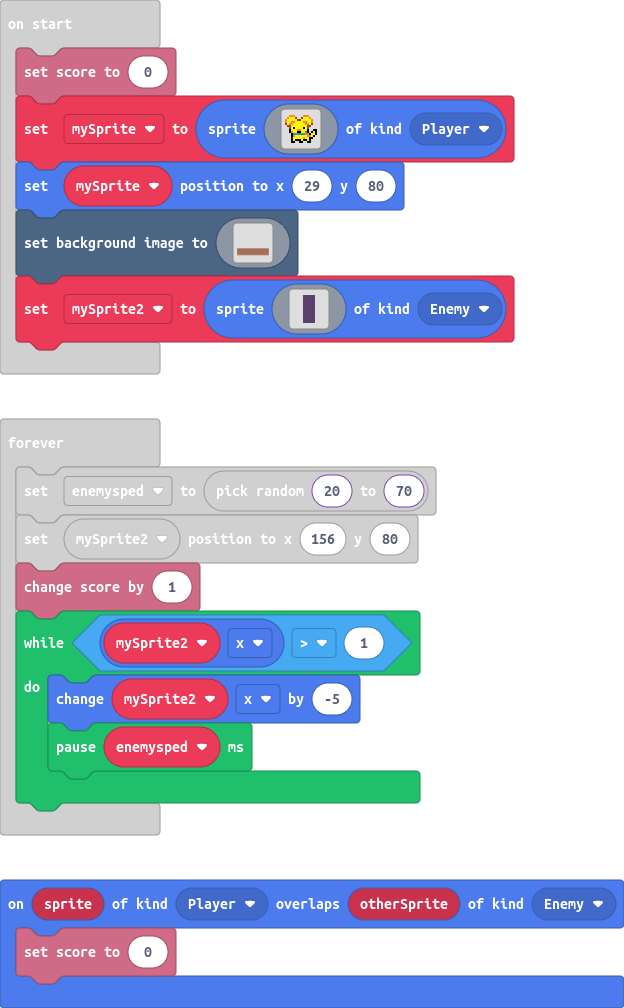 on start
set score to 0
set mySprite to sprite of kind Player
set mySprite position to x 29 y 80
set background image to
set mySprite2 to sprite of kind Enemy
forever
set enemysped to pick random 20 to 70
set mySprite2 position to x 156 y 80
change score by 1
while mySprite2 x > 1
do
change mySprite2 x by -5
pause enemysped ms
on sprite of kind Player overlaps otherSprite of kind Enemy
set score to 0